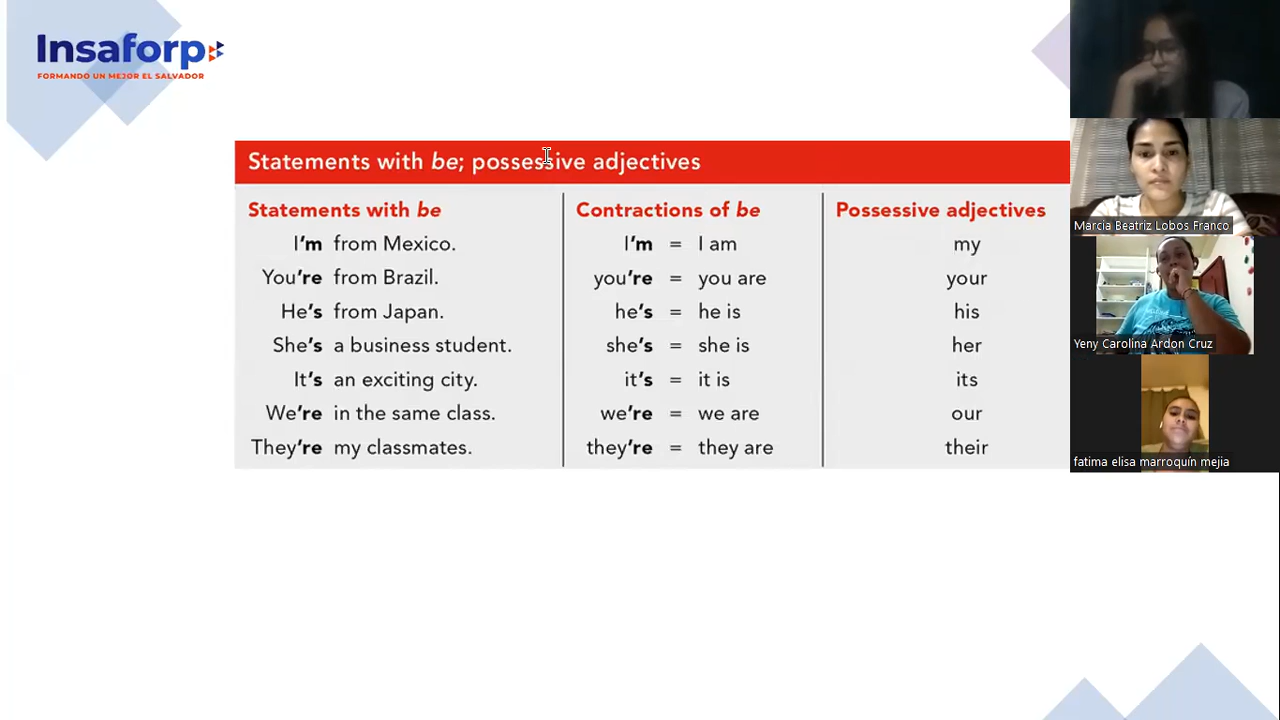 Insaforp
FORMANDO UN MEJOR EL SALVADOR
Statements with be; possessive adjectives
Statements with be Contractions of be Possessive adjectives
I'm from Mexico. I'm = I am my
You're from Brazil. you're = you are your
He's from Japan. he's = he is his
She's a business student. she's = she is her
It's an exciting city. it's = it is its
We're in the same class. we're = we are our
They're my classmates. they're = they are their
Marcia Beatriz Lobos Franco
Yeny Carolina Ardon Cruz
fatima elisa marroquín mejia